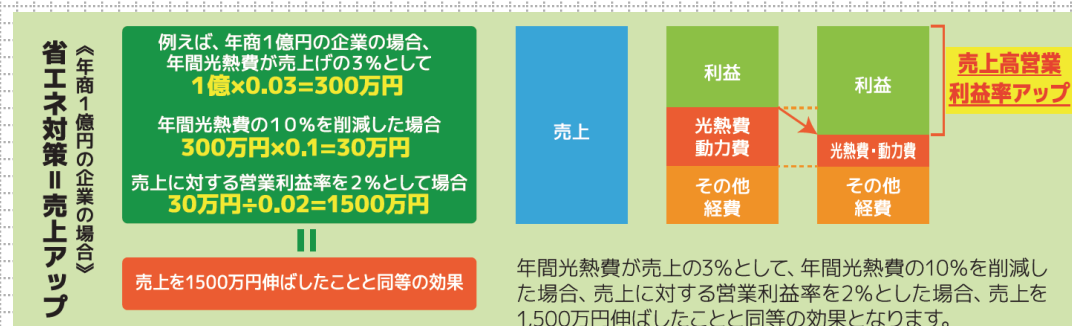 《年商1億円の企業の場合》
省エネ対策=売上アップ
例えば、年商1億円の企業の場合、
年間光熱費が売上げの3%として
1億×0.03=300万円
年間光熱費の10%を削減した場合
300万円×0.1=30万円
売上に対する営業利益率を2%として場合
30万円÷0.02=1500万円
売上を1500万円伸ばしたことと同等の効果
売上
利益
光熱費
動力費
その他
経費
利益
光熱費・動力費
その他
経費
売上高営業
利益率アップ
年間光熱費が売上の3%として、年間光熱費の10%を削減し
た場合、売上に対する営業利益率を2%とした場合、売上を
1,500万円伸ばしたことと同等の効果となります。